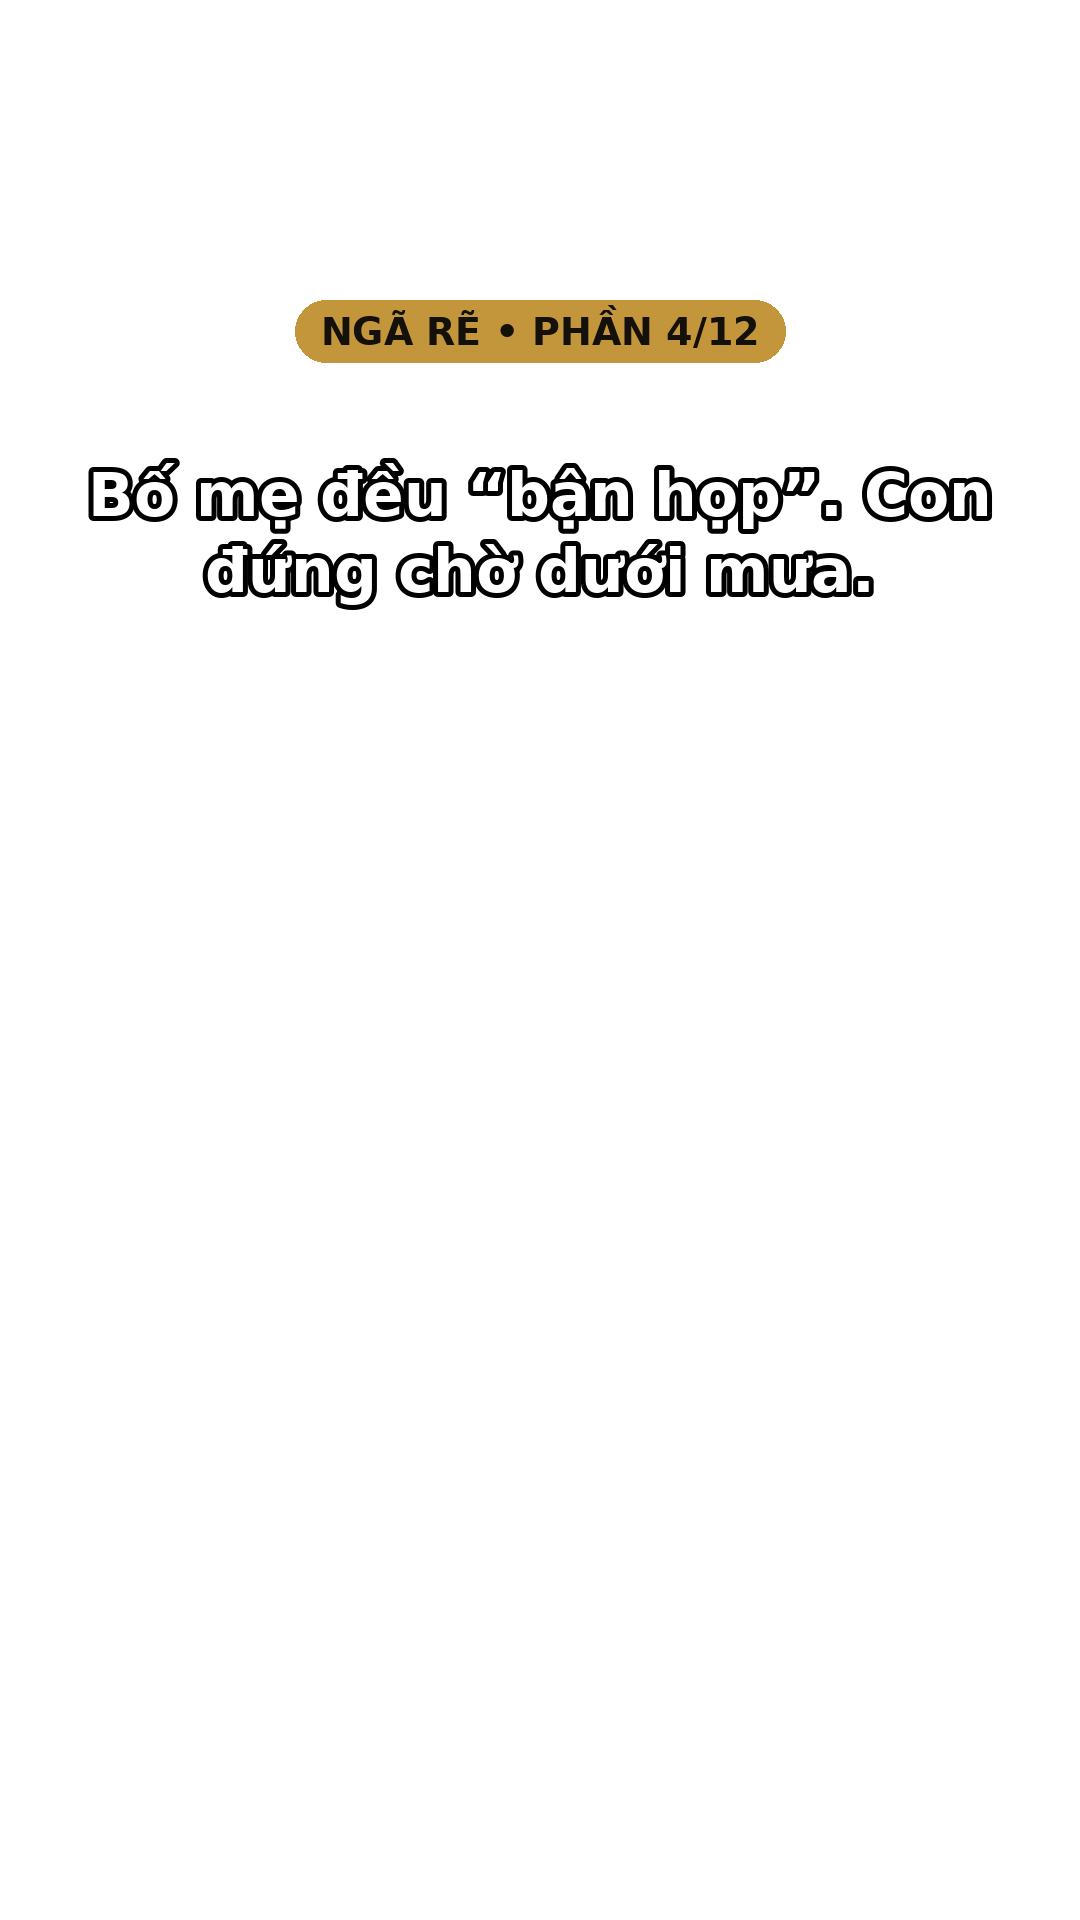 NGÃ RẼ • PHẦN 4/12
Bố mẹ đều “bận họp”. Con
đứng chờ dưới mưa.